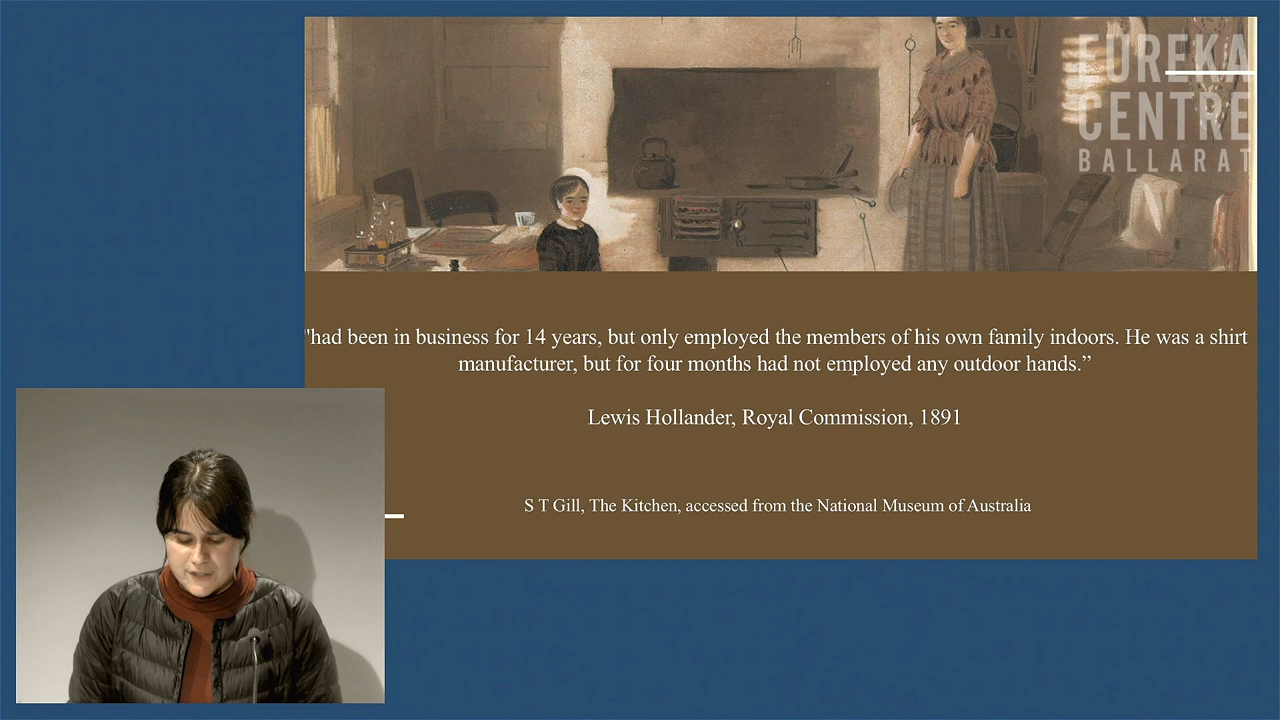 EUREKA
CENTRE
BALLARAT
"had been in business for 14 years, but only employed the members of his own family indoors. He was a shirt
manufacturer, but for four months had not employed any outdoor hands.”
Lewis Hollander, Royal Commission, 1891
S T Gill, The Kitchen, accessed from the National Museum of Australia